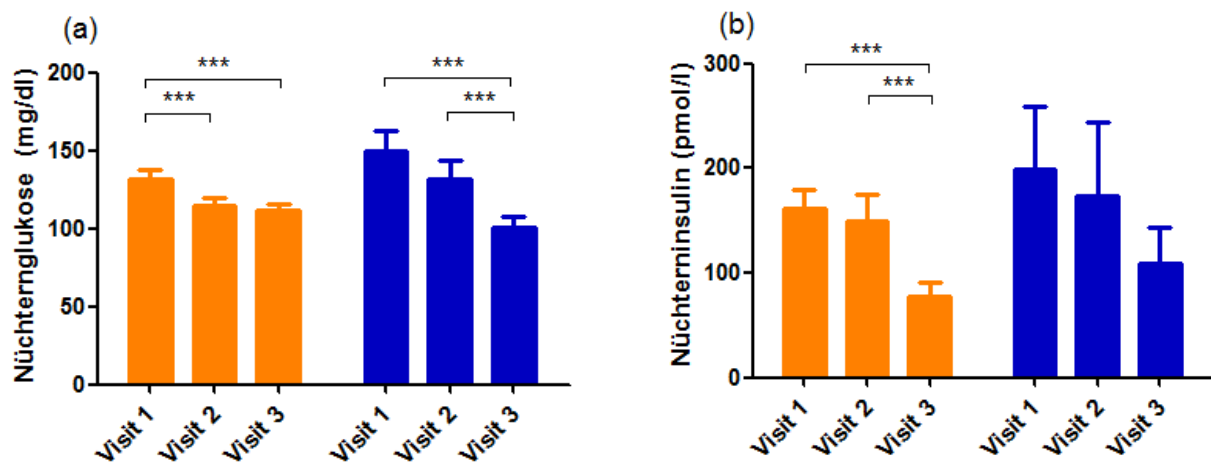 (a)
***
***
***
***
Nüchternglukose (mg/dl)
200
150
100
50
0
Visit 1
Visit 2
Visit 3
Visit 1
Visit 2
Visit 3
(b)
***
***
Nüchterninsulin (pmol/l)
300
200
100
0
Visit 1
Visit 2
Visit 3
Visit 1
Visit 2
Visit 3